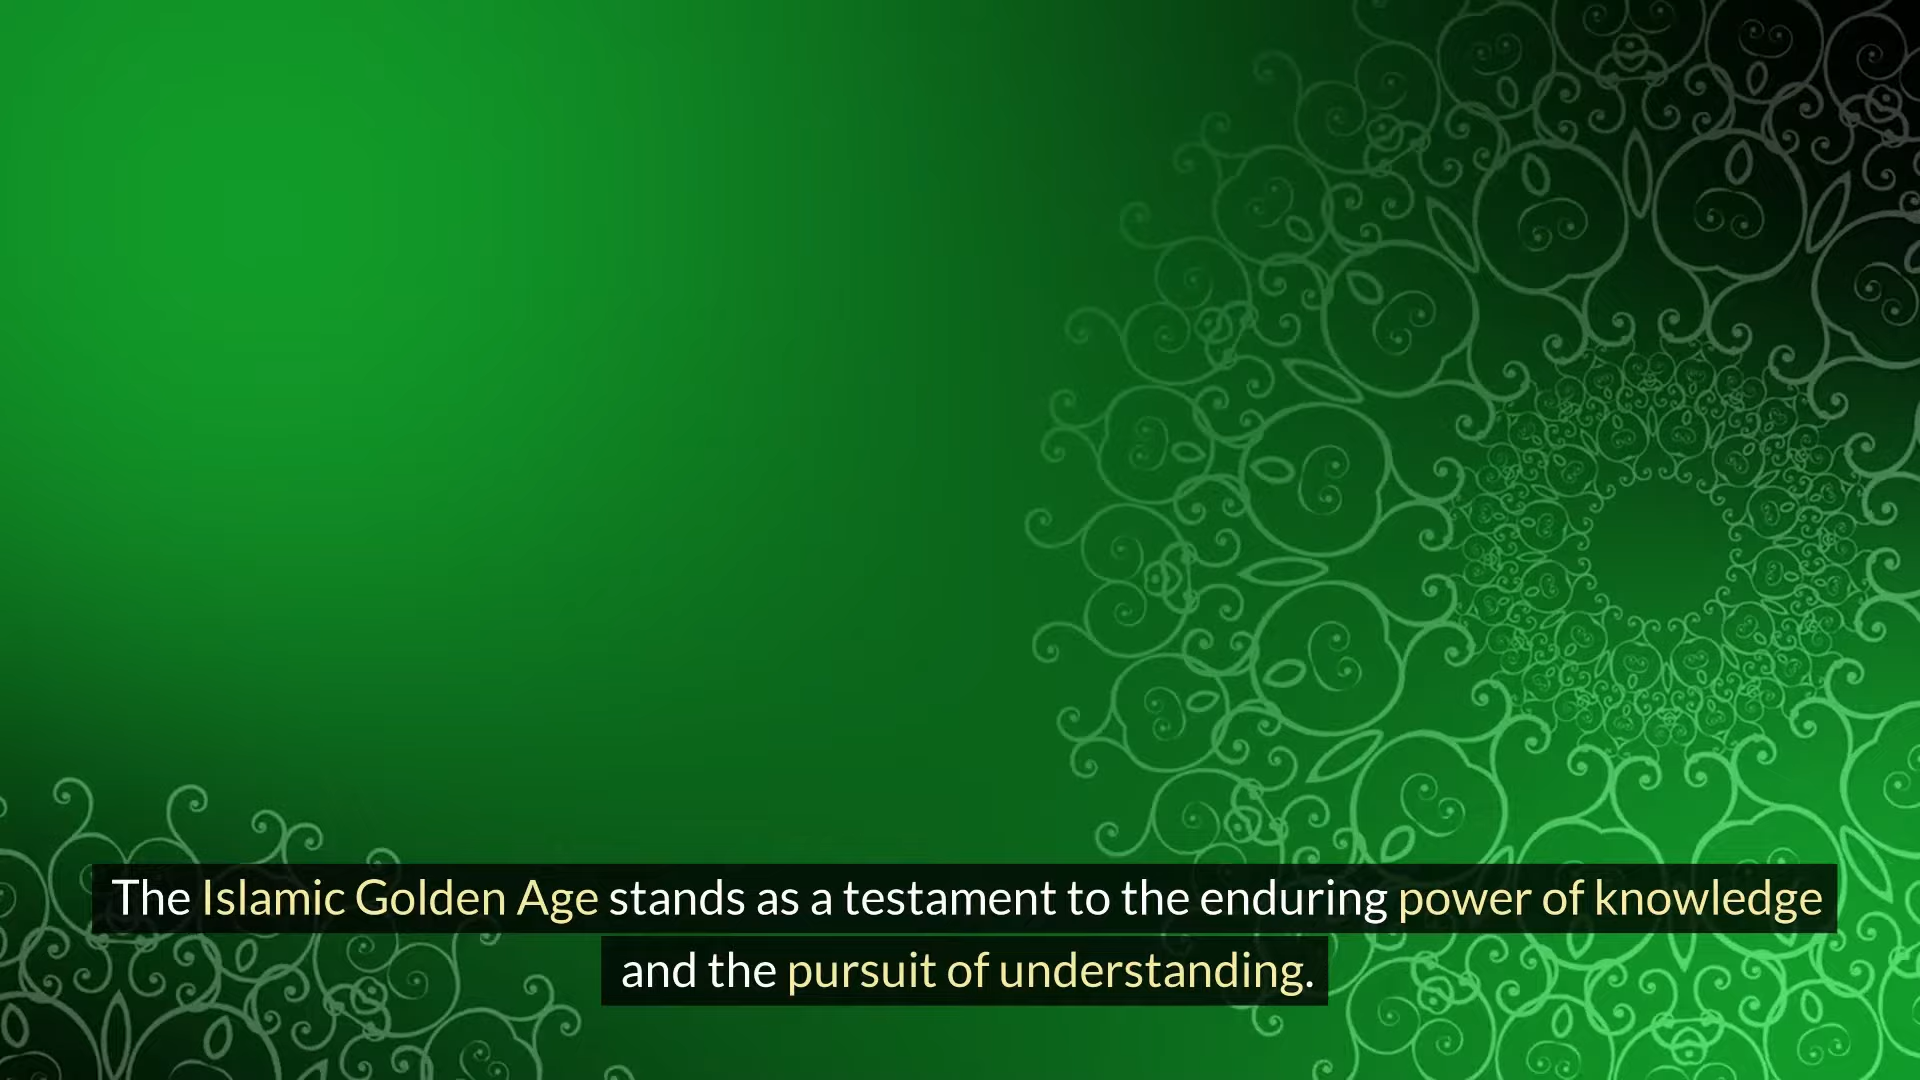 The Islamic Golden Age stands as a testament to the enduring power of knowledge
and the pursuit of understanding.